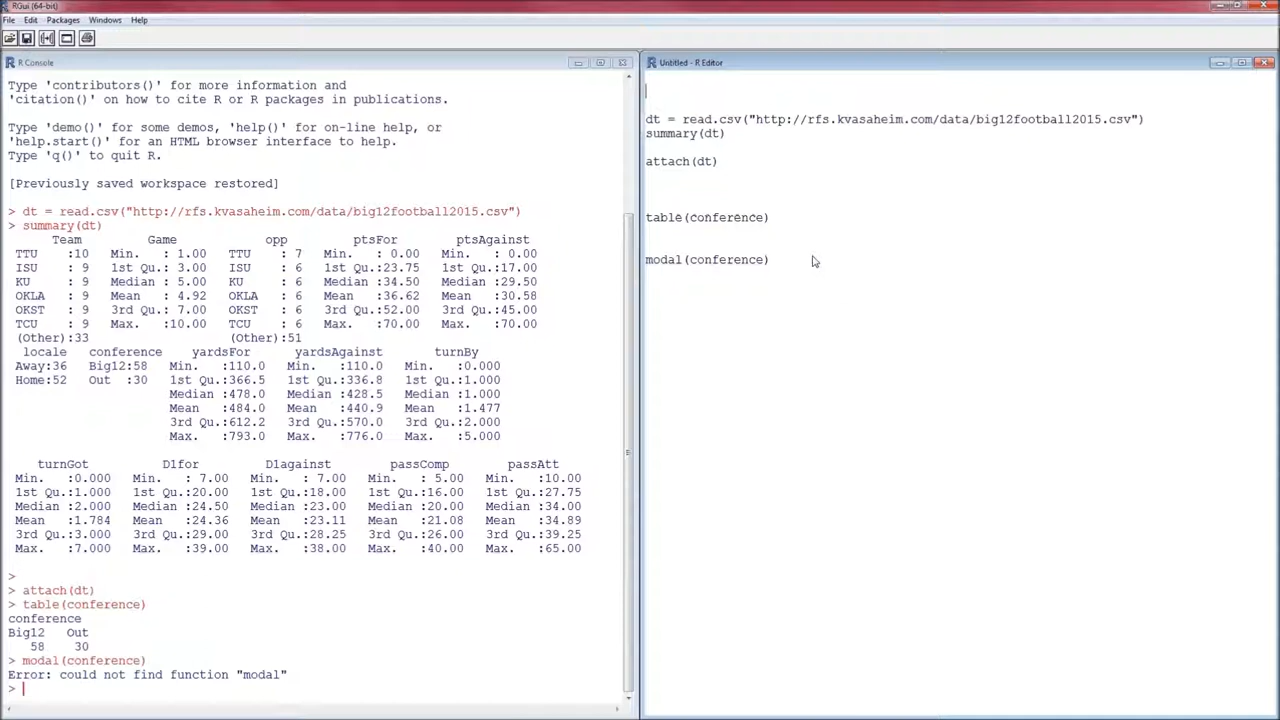 RGui (64-bit)
File Edit Packages Windows Help
R Console
Type 'contributors()' for more information and
'citation()' on how to cite R or R packages in publications.
Type 'demo()' for some demos, 'help()' for on-line help, or
'help.start()' for an HTML browser interface to help.
Type 'q()' to quit R.
[Previously saved workspace restored]
> dt = read.csv("http://rfs.kvasaheim.com/data/big12football2015.csv")
> summary(dt)
Team Game opp ptsFor ptsAgainst
TTU :10 Min. : 1.00 TTU : 7 Min. : 0.00 Min. : 0.00
ISU : 9 1st Qu.: 3.00 ISU : 6 1st Qu.:23.75 1st Qu.:17.00
KU : 9 Median : 5.00 KU : 6 Median :34.50 Median :29.50
OKLA : 9 Mean : 4.92 OKLA : 6 Mean :36.62 Mean :30.58
OKST : 9 3rd Qu.: 7.00 OKST : 6 3rd Qu.:52.00 3rd Qu.:45.00
TCU : 9 Max. :10.00 TCU : 6 Max. :70.00 Max. :70.00
(Other):33 (Other):51
locale conference yardsFor yardsAgainst turnBy
Away:36 Big12:58 Min. :110.0 Min. :110.0 Min. :0.000
Home:52 Out :30 1st Qu.:366.5 1st Qu.:336.8 1st Qu.:1.000
Median :478.0 Median :428.5 Median :1.000
Mean :484.0 Mean :440.9 Mean :1.477
3rd Qu.:612.2 3rd Qu.:570.0 3rd Qu.:2.000
Max. :793.0 Max. :776.0 Max. :5.000
turnGot D1for D1against passComp passAtt
Min. :0.000 Min. : 7.00 Min. : 7.00 Min. : 5.00 Min. :10.00
1st Qu.:1.000 1st Qu.:20.00 1st Qu.:18.00 1st Qu.:16.00 1st Qu.:27.75
Median :2.000 Median :24.50 Median :23.00 Median :20.00 Median :34.00
Mean :1.784 Mean :24.36 Mean :23.11 Mean :21.08 Mean :34.89
3rd Qu.:3.000 3rd Qu.:29.00 3rd Qu.:28.25 3rd Qu.:26.00 3rd Qu.:39.25
Max. :7.000 Max. :39.00 Max. :38.00 Max. :40.00 Max. :65.00
>
> attach(dt)
> table(conference)
conference
Big12 Out
58 30
> modal(conference)
Error: could not find function "modal"
>
Untitled - R Editor
dt = read.csv("http://rfs.kvasaheim.com/data/big12football2015.csv")
summary(dt)
attach(dt)
table(conference)
modal(conference)